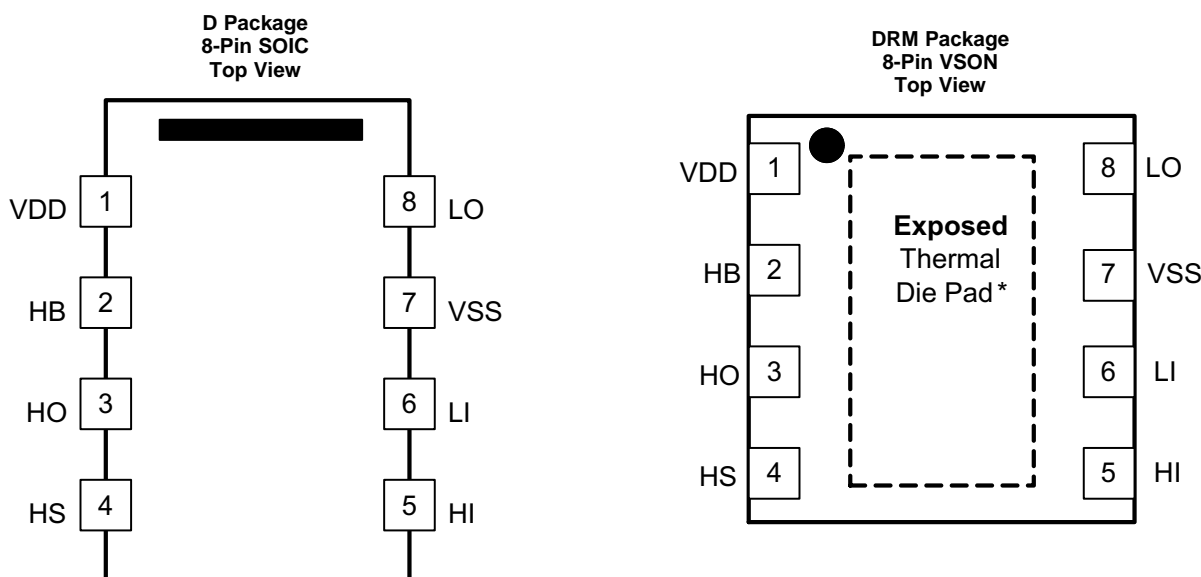 D Package
8-Pin SOIC
Top View
VDD 1 8 LO
HB 2 7 VSS
HO 3 6 LI
HS 4 5 HI
DRM Package
8-Pin VSON
Top View
VDD 1 8 LO
HB 2 7 VSS
HO 3 6 LI
HS 4 5 HI
Exposed
Thermal
Die Pad*